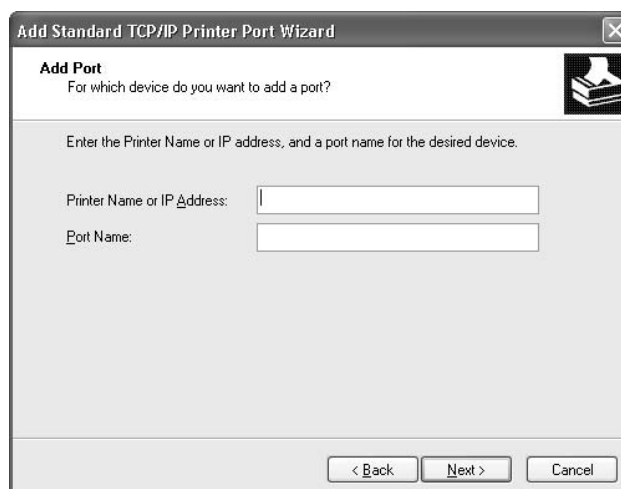 Add Standard TCP/IP Printer Port Wizard
Add Port
For which device do you want to add a port?
Enter the Printer Name or IP address, and a port name for the desired device.
Printer Name or IP Address:
Port Name:
< Back Next > Cancel